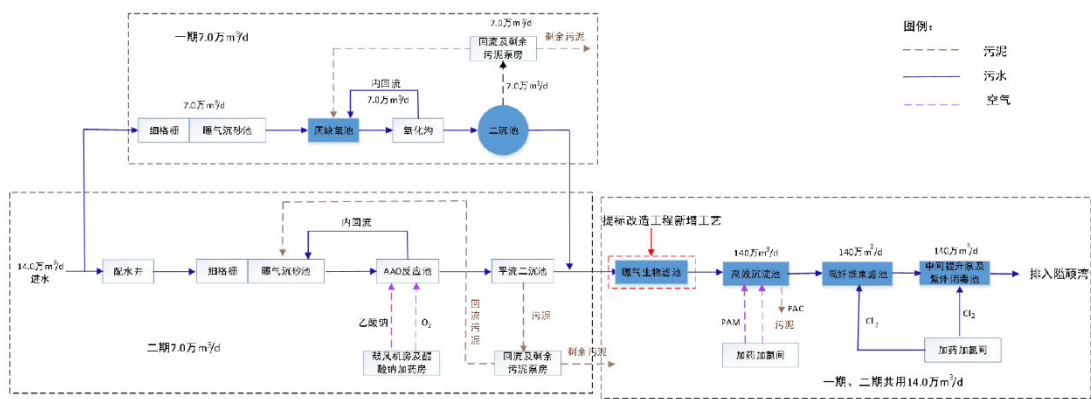 一期7.0万m³/d
7.0万m³/d
回流及剩余
污泥泵房
剩余污泥
7.0万m³/d
7.0万m³/d
内回流
7.0万m³/d
细格栅
曝气沉砂池
厌缺氧池
氧化沟
二沉池
图例：
污泥
污水
空气
14.0万m³/d
进水
配水井
细格栅
曝气沉砂池
内回流
AAO反应池
平流二沉池
乙酸钠
O₂
回流污泥
污泥
鼓风机房及醋
酸钠加药房
回流及剩余
污泥泵房
剩余污泥
二期7.0万m³/d
提标改造工程新增工艺
曝气生物滤池
140万m³/d
高效沉淀池
140万m³/d
高纤维束滤池
140万m³/d
中间提升泵及
紫外消毒池
排入
PAM
PAC
污泥
Cl₂
Cl₂
加药加氯间
加药加氯间
一期、二期共用14.0万m³/d